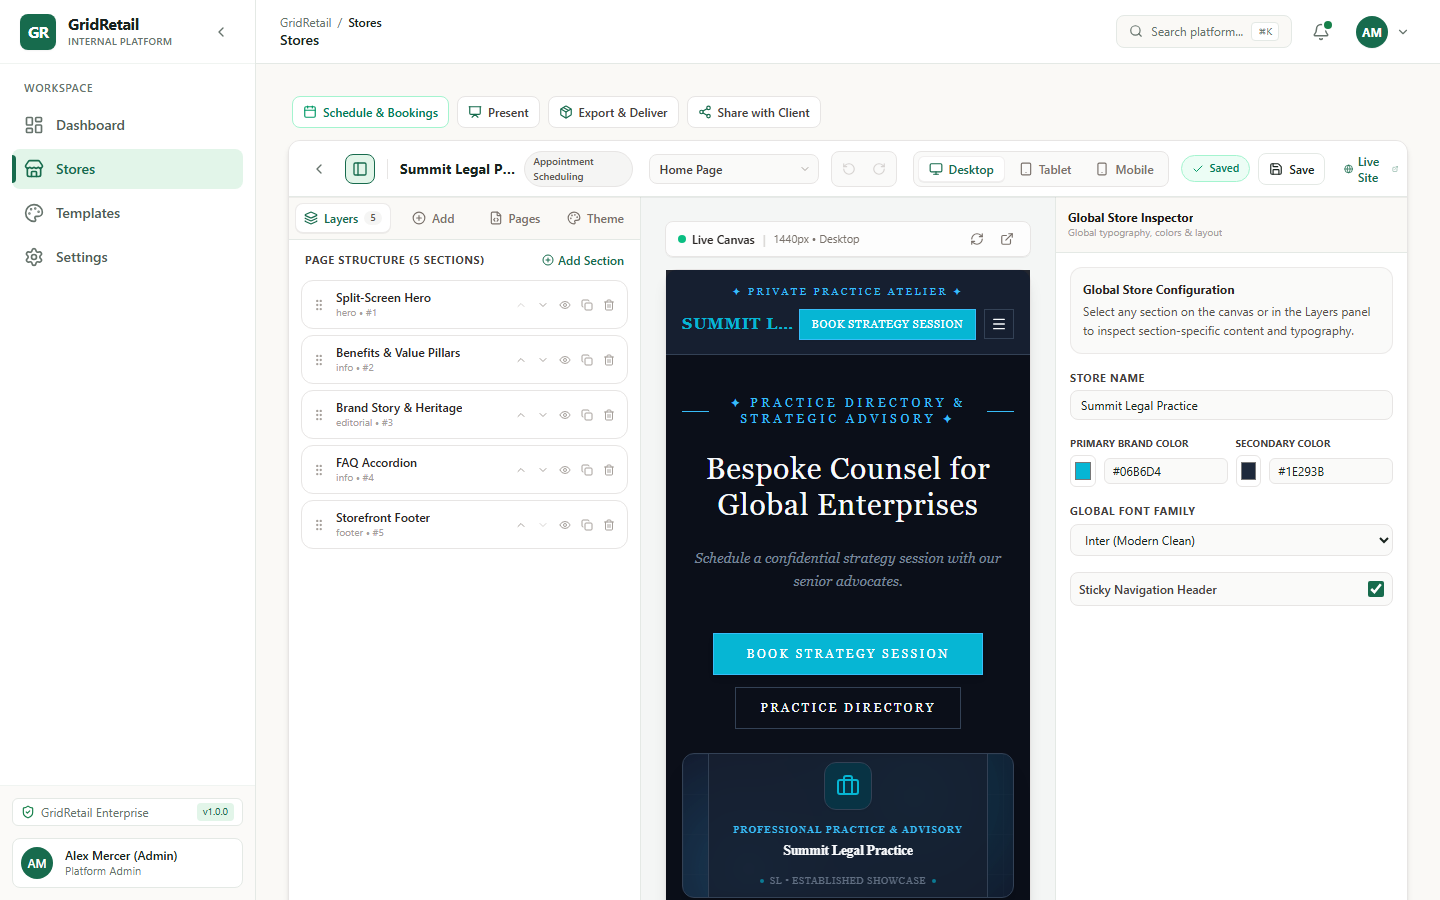 GR
GridRetail
INTERNAL PLATFORM
WORKSPACE
Dashboard
Stores
Templates
Settings
GridRetail Enterprise
v1.0.0
AM
Alex Mercer (Admin)
Platform Admin
GridRetail / Stores
Stores
Search platform...
⌘K
AM
Schedule & Bookings
Present
Export & Deliver
Share with Client
Summit Legal P...
Appointment
Scheduling
Home Page
Desktop
Tablet
Mobile
Saved
Save
Live
Site
Layers 5
Add
Pages
Theme
PAGE STRUCTURE (5 SECTIONS)
Add Section
Split-Screen Hero
hero • #1
Benefits & Value Pillars
info • #2
Brand Story & Heritage
editorial • #3
FAQ Accordion
info • #4
Storefront Footer
footer • #5
Live Canvas | 1440px • Desktop
✦ PRIVATE PRACTICE ATELIER ✦
SUMMIT L...
BOOK STRATEGY SESSION
✦ PRACTICE DIRECTORY &
STRATEGIC ADVISORY ✦
Bespoke Counsel for
Global Enterprises
Schedule a confidential strategy session with our
senior advocates.
BOOK STRATEGY SESSION
PRACTICE DIRECTORY
PROFESSIONAL PRACTICE & ADVISORY
Summit Legal Practice
• SL - ESTABLISHED SHOWCASE •
Global Store Inspector
Global typography, colors & layout
Global Store Configuration
Select any section on the canvas or in the Layers panel
to inspect section-specific content and typography.
STORE NAME
Summit Legal Practice
PRIMARY BRAND COLOR
#06B6D4
SECONDARY COLOR
#1E293B
GLOBAL FONT FAMILY
Inter (Modern Clean)
Sticky Navigation Header